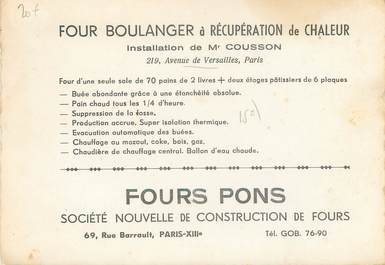 20+
FOUR BOULANGER à RÉCUPÉRATION de CHALEUR
Installation de Mr COUSSON
219, Avenue de Versailles, Paris
Four d'une seule sole de 70 pains de 2 livres + deux étages pâtissiers de 6 plaques
— Buée abondante grâce à une étanchéité absolue.
— Pain chaud tous les 1/4 d'heure.
— Suppression de la fosse.
— Production accrue. Super isolation thermique.
— Evacuation automatique des buées.
— Chauffage au mazout, coke, bois, gaz.
— Chaudière de chauffage central. Ballon d'eau chaude.
FOURS PONS
SOCIÉTÉ NOUVELLE DE CONSTRUCTION DE FOURS
69, Rue Barrault, PARIS-XIIIe Tél. GOB. 76-90